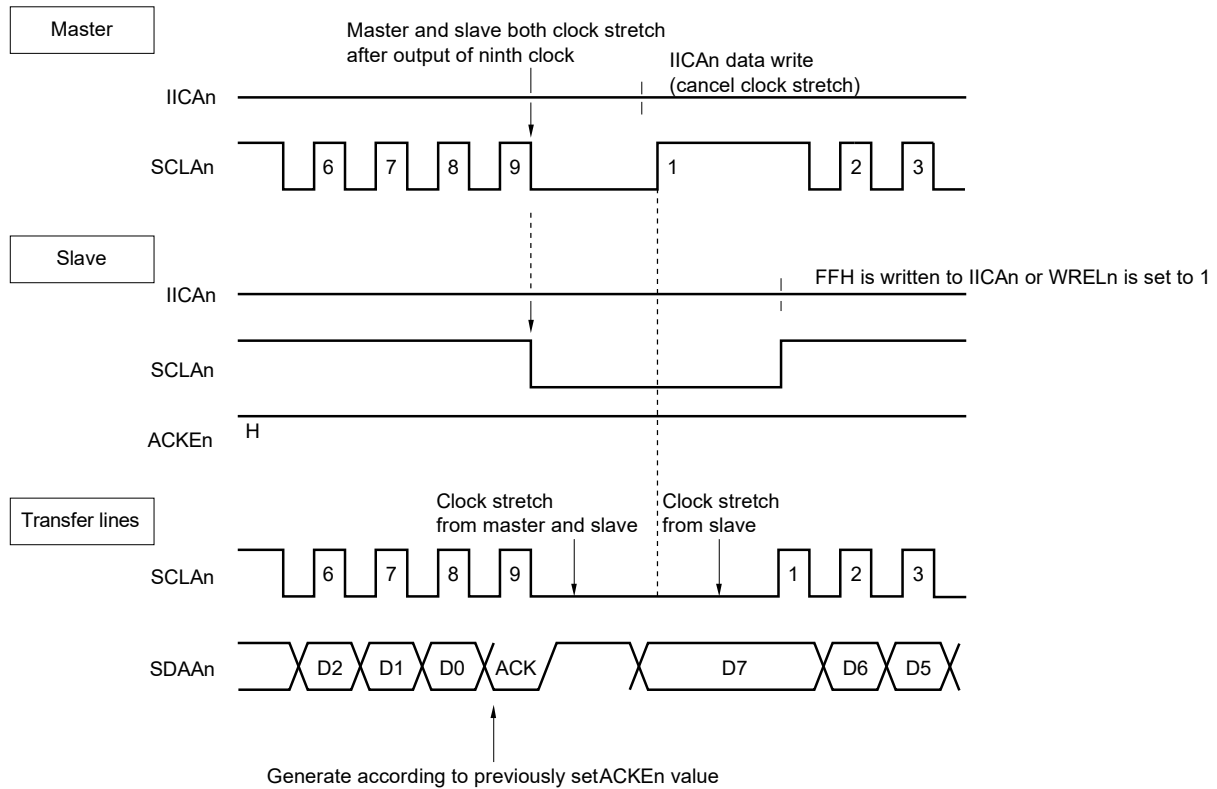 Master
Master and slave both clock stretch
after output of ninth clock
IICAn data write
(cancel clock stretch)
IICAn
SCLAn
6 7 8 9 1 2 3
Slave
FFH is written to IICAn or WRELn is set to 1
IICAn
SCLAn
H
ACKEn
Transfer lines
Clock stretch
from master and slave
Clock stretch
from slave
SCLAn
6 7 8 9 1 2 3
SDAAn
D2 D1 D0 ACK D7 D6 D5
Generate according to previously setACKEn value